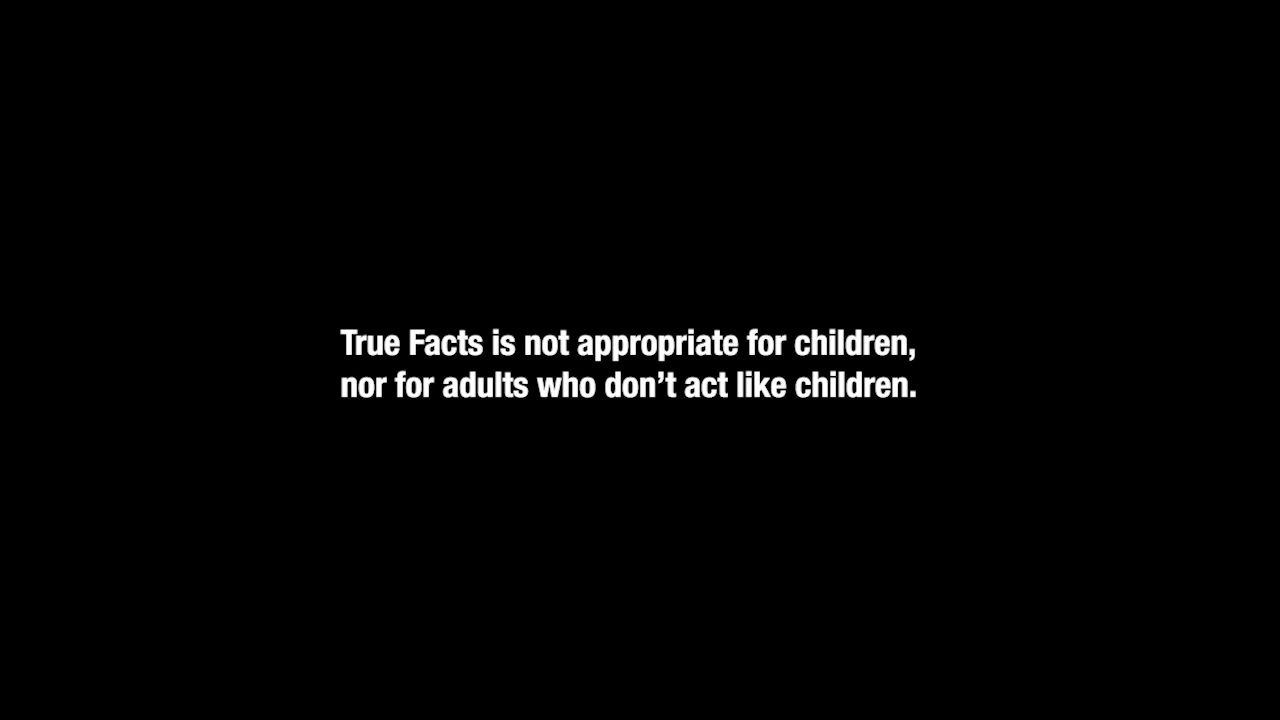 True Facts is not appropriate for children,
nor for adults who don’t act like children.